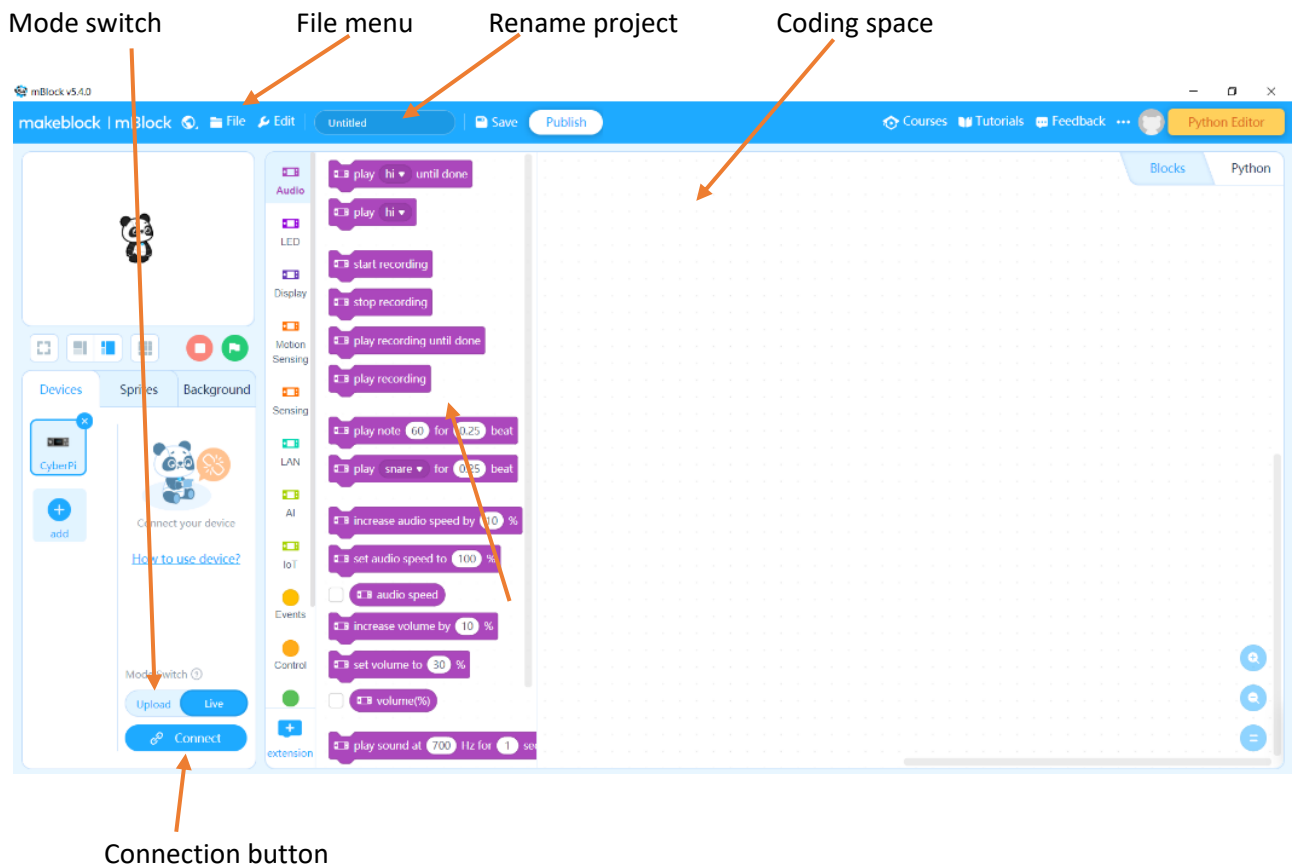 Mode switch File menu Rename project Coding space
mBlock v5.4.0
makeblock | mBlock File Edit Untitled Save Publish Courses Tutorials Feedback ••• Python Editor
Blocks Python
Audio
LED
Display
Motion
Sensing
Sensing
LAN
AI
IoT
Events
Control
extension
play hi until done
play hi
start recording
stop recording
play recording until done
play recording
play note 60 for 0.25 beat
play snare for 0.25 beat
increase audio speed by 10 %
set audio speed to 100 %
audio speed
increase volume by 10 %
set volume to 30 %
volume(%)
play sound at 700 Hz for 1 se
Devices Sprites Background
CyberPi
add
Connect your device
How to use device?
Mode Switch ?
Upload Live
Connect
Connection button